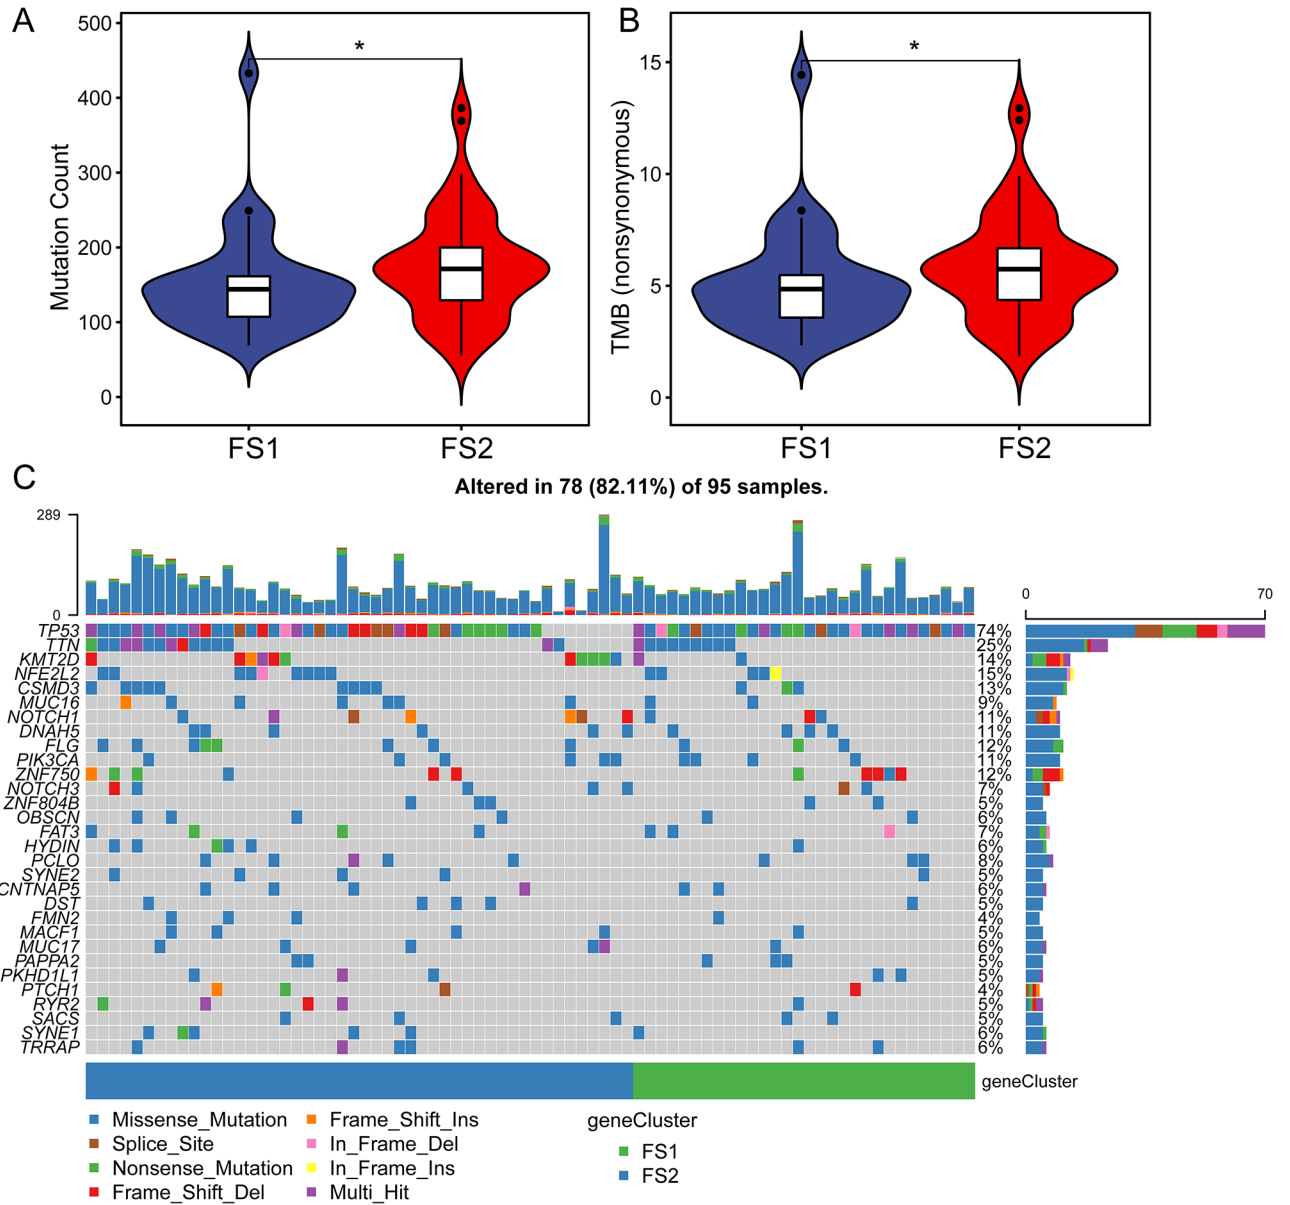 A
B
500
400
300
200
100
0
Mutation Count
*
FS1
FS2
15
10
5
0
TMB (nonsynonymous)
*
FS1
FS2
C
Altered in 78 (82.11%) of 95 samples.
289
0
0
70
TP53 74%
TTN 25%
KMT2D 14%
NFE2L2 15%
CSMD3 13%
MUC16 9%
NOTCH1 11%
DNAH5 11%
FLG 12%
PIK3CA 11%
ZNF750 12%
NOTCH3 7%
ZNF804B 5%
OBSCN 6%
FAT3 7%
HYDIN 6%
PCLO 8%
SYNE2 5%
CNTNAP5 6%
DST 5%
FMN2 4%
MACF1 5%
MUC17 6%
PAPPA2 5%
PKHD1L1 5%
PTCH1 4%
RYR2 5%
SACS 5%
SYNE1 6%
TRRAP 6%
geneCluster
Missense_Mutation
Splice_Site
Nonsense_Mutation
Frame_Shift_Del
Frame_Shift_Ins
In_Frame_Del
In_Frame_Ins
Multi_Hit
geneCluster
FS1
FS2